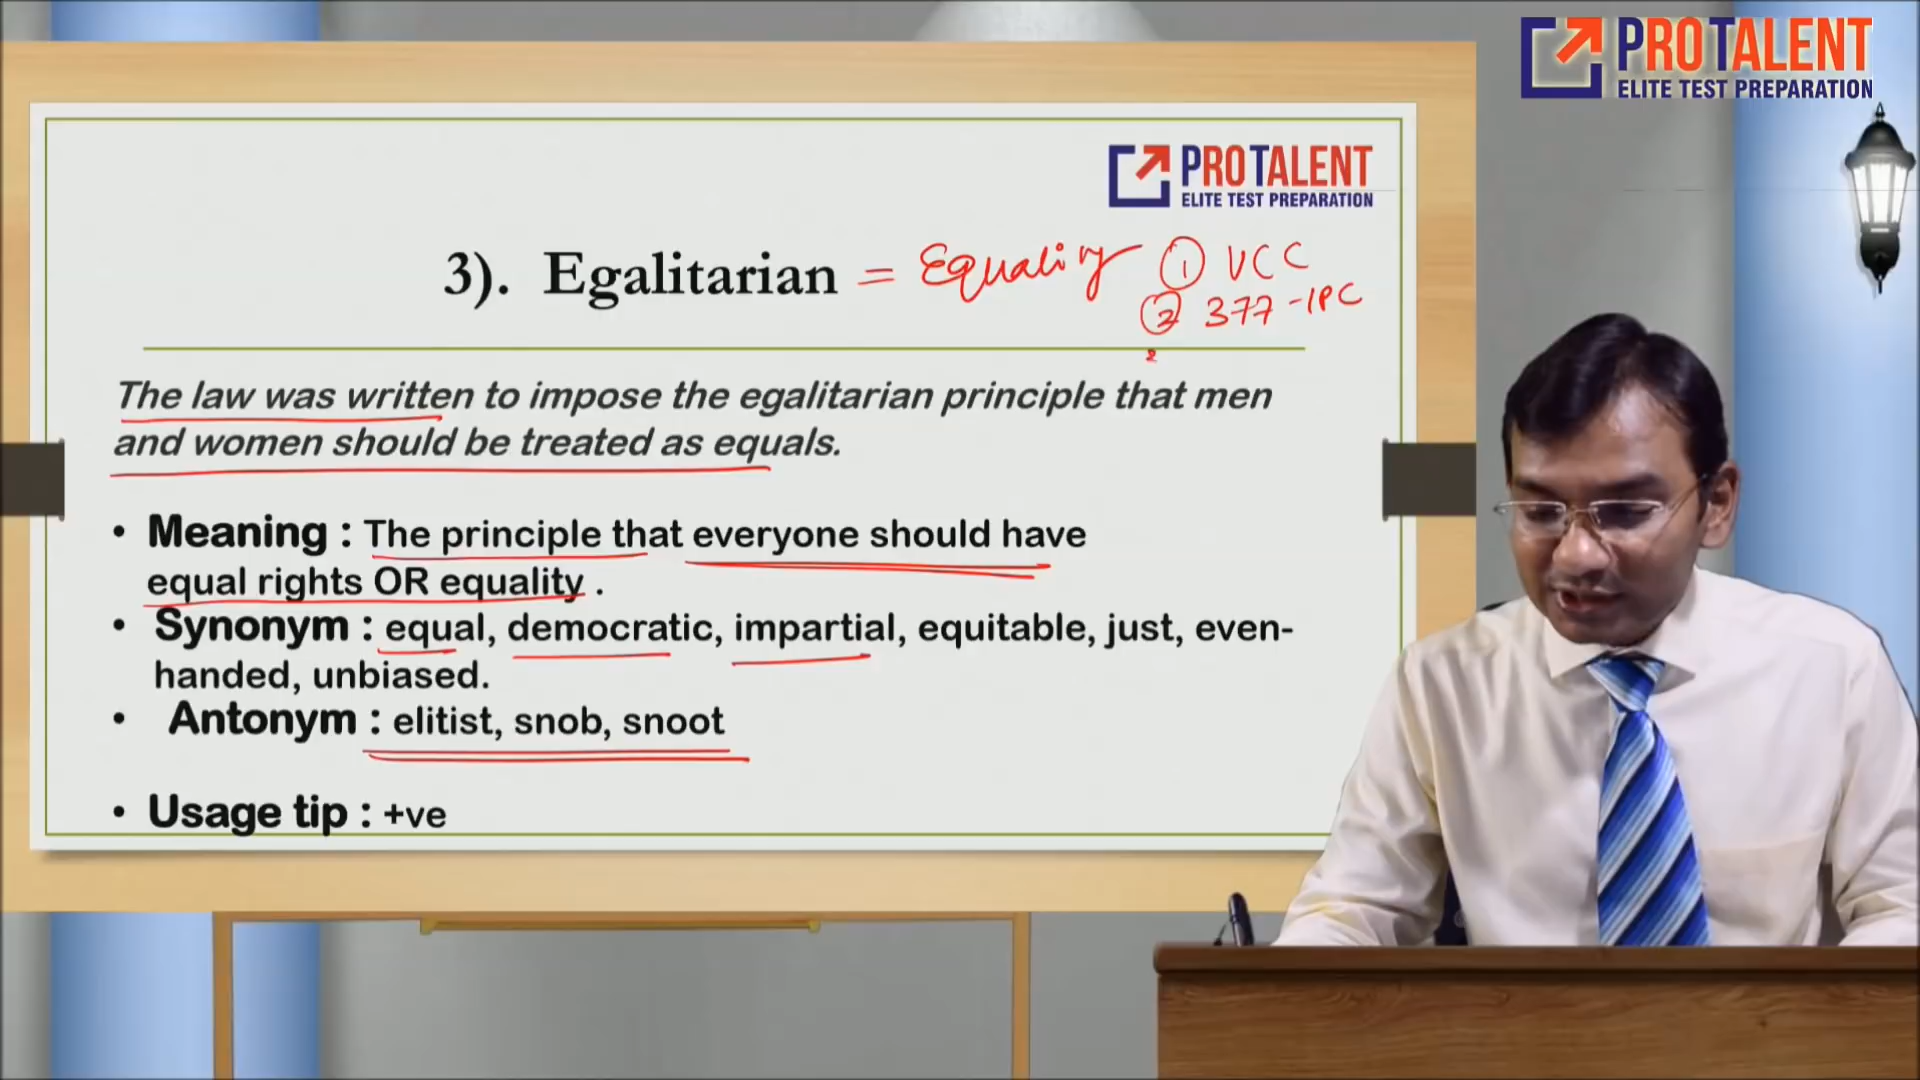 PROTALENT
ELITE TEST PREPARATION
PROTALENT
ELITE TEST PREPARATION
3). Egalitarian = Equality ① UCC
② 377-IPC
The law was written to impose the egalitarian principle that men
and women should be treated as equals.
• Meaning : The principle that everyone should have
equal rights OR equality .
• Synonym : equal, democratic, impartial, equitable, just, even-
handed, unbiased.
• Antonym : elitist, snob, snoot
• Usage tip : +ve